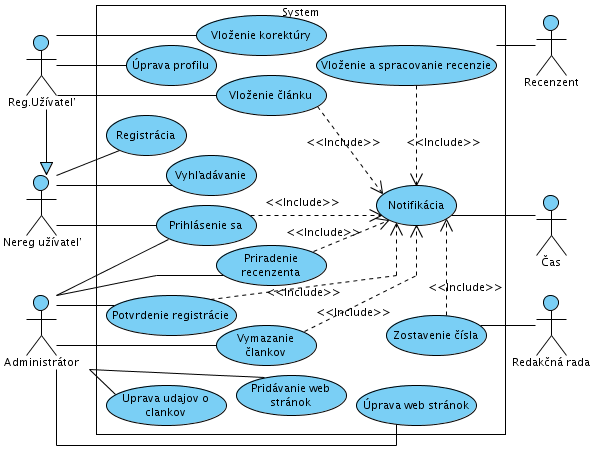 System
Vloženie korektúry
Reg.Užívateľ
Úprava profilu
Vloženie a spracovanie recenzie
Recenzent
Vloženie článku
<<Include>>
<<Include>>
Registrácia
Vyhľadávanie
Nereg užívateľ
Prihlásenie sa
<<Include>>
Notifikácia
<<Include>>
Čas
Priradenie
recenzenta
<<Include>>
<<Include>>
Potvrdenie registrácie
<<Include>>
Administrátor
Vymazanie
člankov
Zostavenie čísla
Redakčná rada
Úprava udajov o
clankov
Pridávanie web
stránok
Úprava web stránok